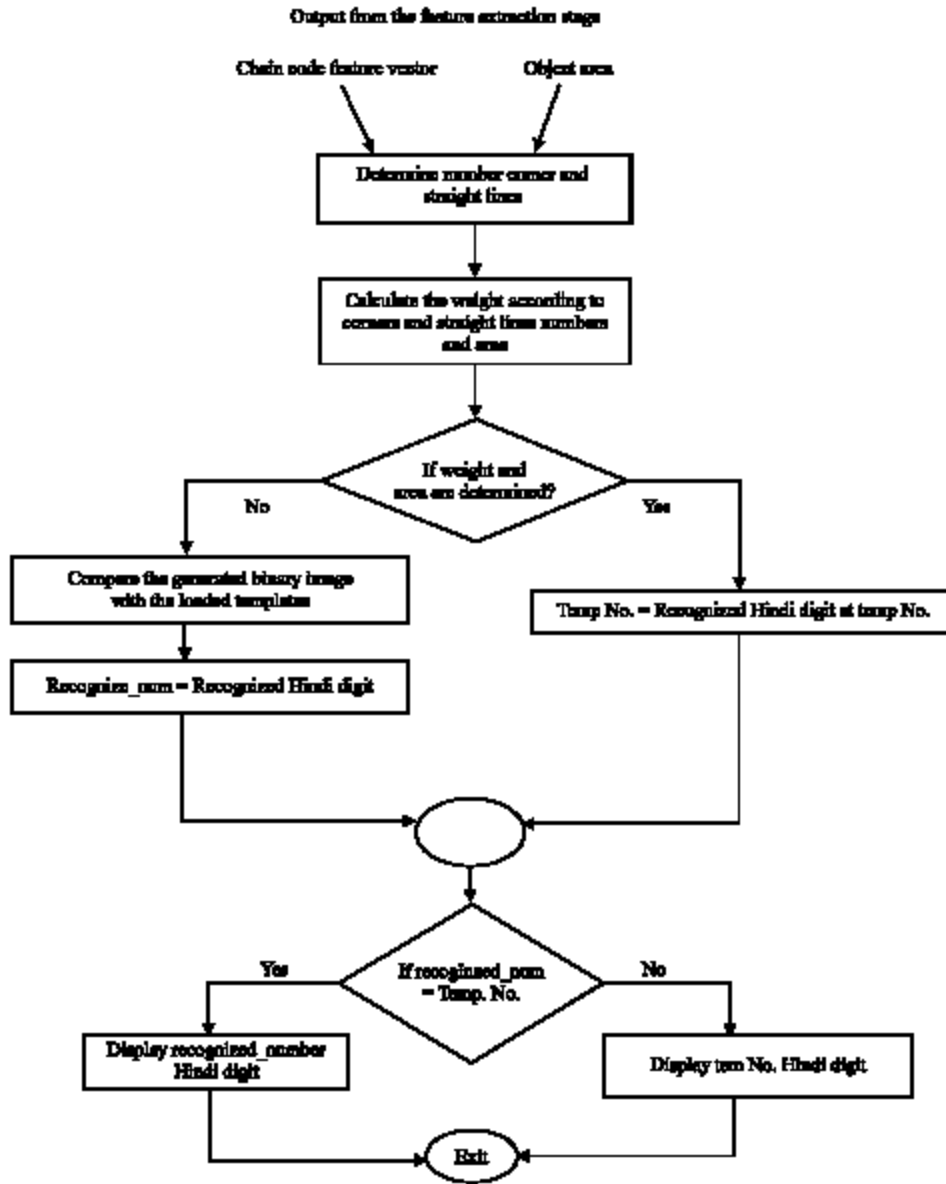 Output from the feature extraction stage
Chain code feature vector
Object area
Determine number corner and
straight lines
Calculate the weight according to
corners and straight lines numbers
and area
If weight and
area are determined?
No
Yes
Compare the generated binary image
with the loaded templates
Temp No. = Recognized Hindi digit at temp No.
Recognize_num = Recognized Hindi digit
If recoginzed_num
= Temp. No.
Yes
No
Display recognized_number
Hindi digit
Display tem No. Hindi digit
Exit